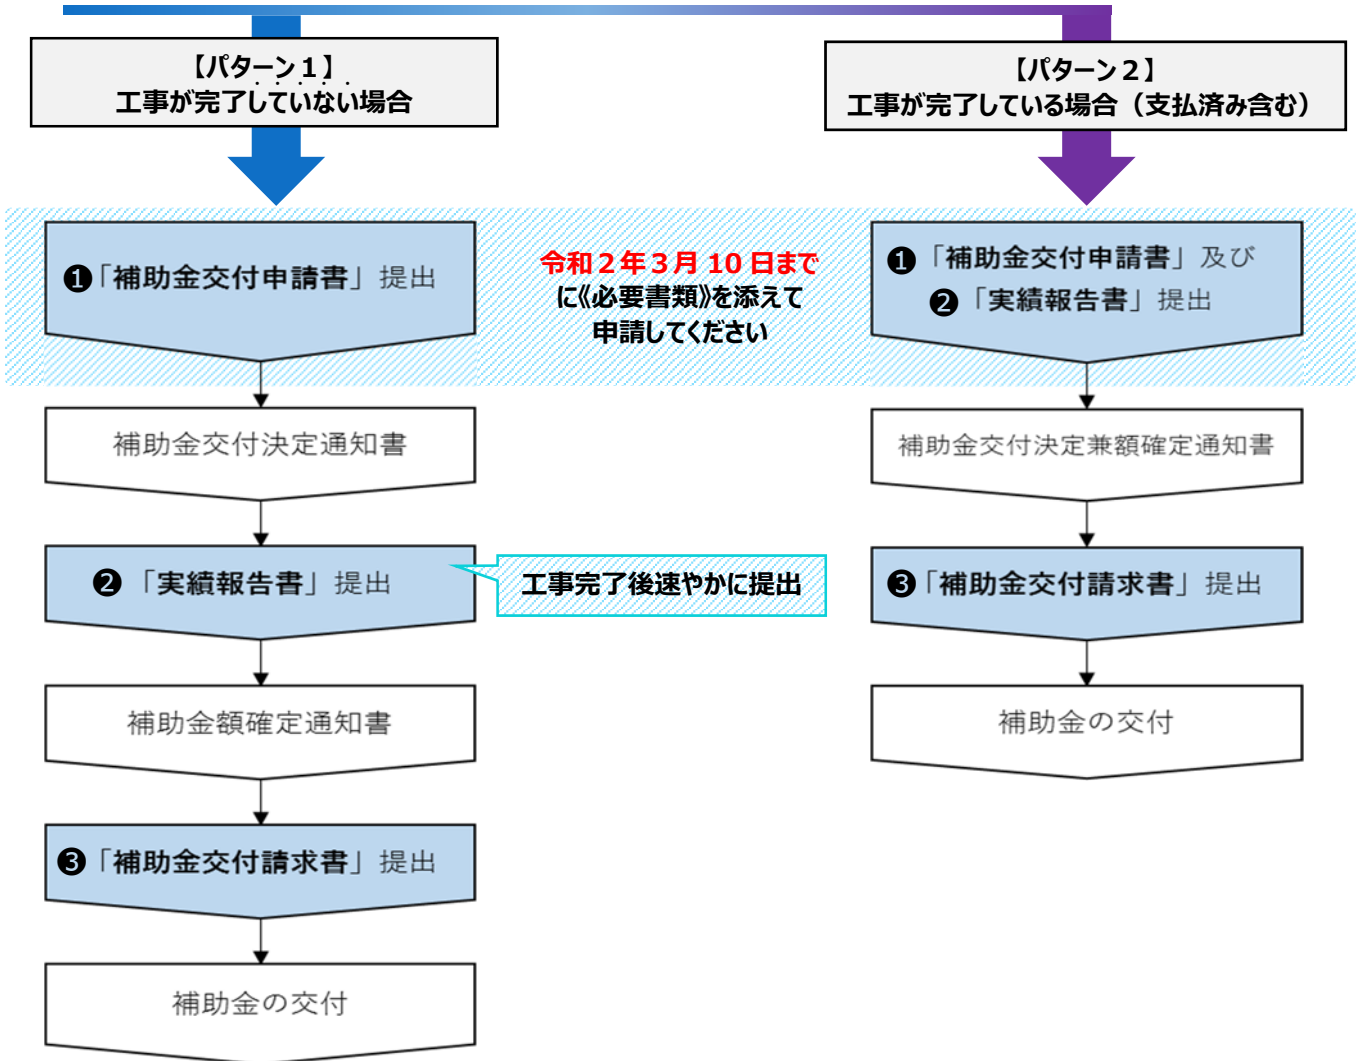 【パターン１】
工事が完了していない場合
【パターン２】
工事が完了している場合（支払済み含む）
❶「補助金交付申請書」提出
令和２年３月 10 日まで
に《必要書類》を添えて
申請してください
❶「補助金交付申請書」及び
❷「実績報告書」提出
補助金交付決定通知書
補助金交付決定兼額確定通知書
❷「実績報告書」提出
工事完了後速やかに提出
❸「補助金交付請求書」提出
補助金額確定通知書
補助金の交付
❸「補助金交付請求書」提出
補助金の交付